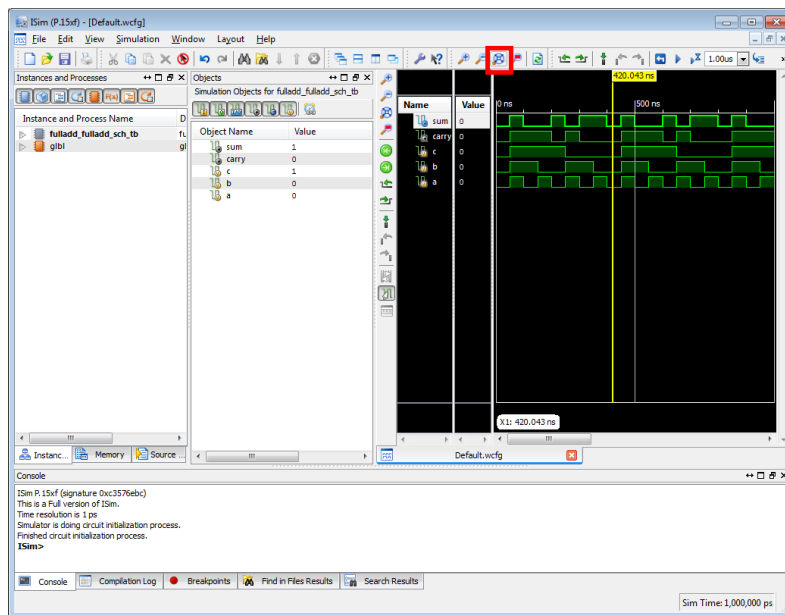 ISim (P.15xf) - [Default.wcfg]
File Edit View Simulation Window Layout Help
1.00us
Instances and Processes
Objects
Simulation Objects for fulladd_fulladd_sch_tb
Instance and Process Name D
fulladd_fulladd_sch_tb fu
glbl gl
Object Name Value
sum 1
carry 0
c 1
b 0
a 0
420.043 ns
Name Value
0 ns 500 ns
sum 0
carry 0
c 0
b 0
a 0
X1: 420.043 ns
Instanc... Memory Source ...
Default.wcfg
Console
ISim P.15xf (signature 0xc3576ebc)
This is a Full version of ISim.
Time resolution is 1 ps
Simulator is doing circuit initialization process.
Finished circuit initialization process.
ISim>
Console Compilation Log Breakpoints Find in Files Results Search Results
Sim Time: 1,000,000 ps